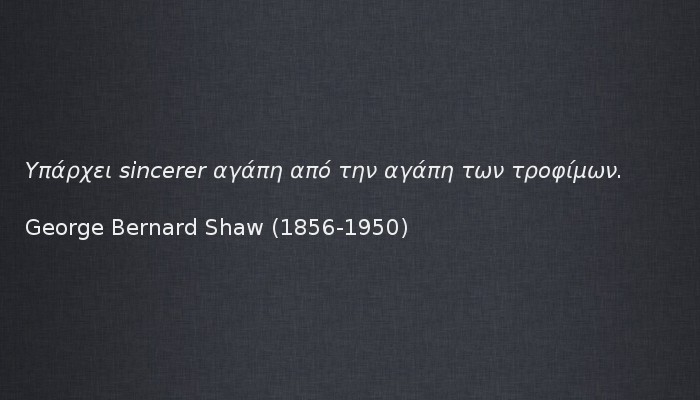 Υπάρχει sincerer αγάπη από την αγάπη των τροφίμων.
George Bernard Shaw (1856-1950)